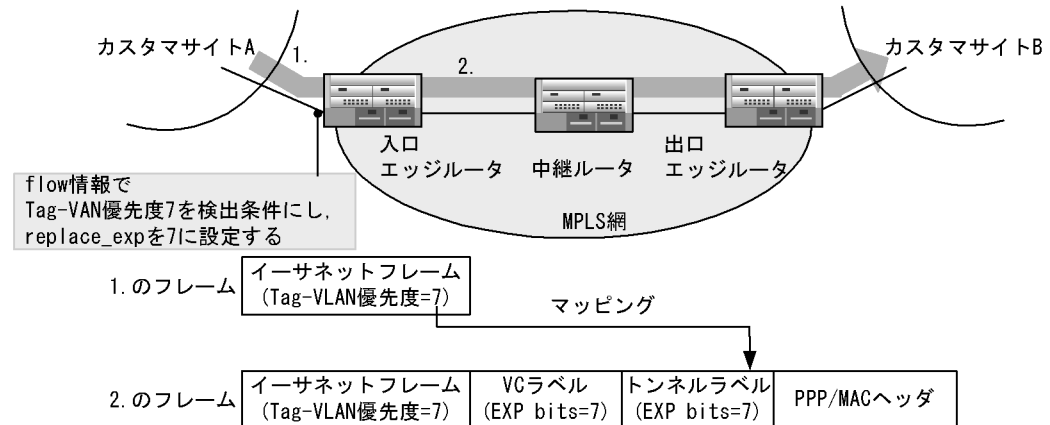 カスタマサイトA
1.
2.
カスタマサイトB
入口
エッジルータ
中継ルータ
出口
エッジルータ
flow情報で
Tag-VAN優先度7を検出条件にし,
replace_expを7に設定する
MPLS網
1.のフレーム
イーサネットフレーム
(Tag-VLAN優先度=7)
マッピング
2.のフレーム
イーサネットフレーム
(Tag-VLAN優先度=7)
VCラベル
(EXP bits=7)
トンネルラベル
(EXP bits=7)
PPP/MACヘッダ